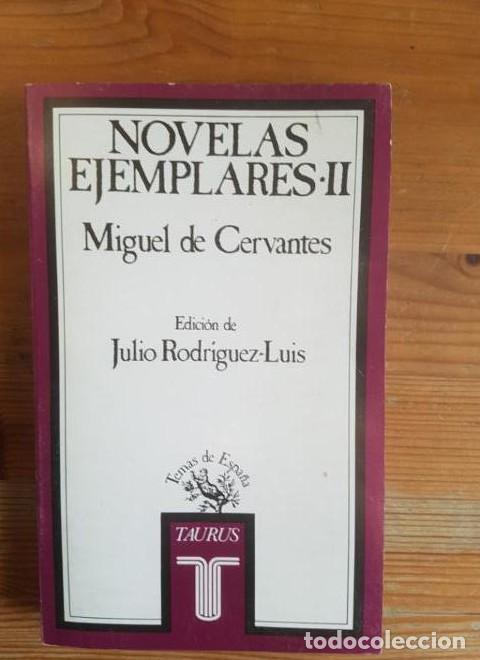 NOVELAS
EJEMPLARES·II
Miguel de Cervantes
Edición de
Julio Rodríguez-Luis
Temas de España
TAURUS
todocoleccion